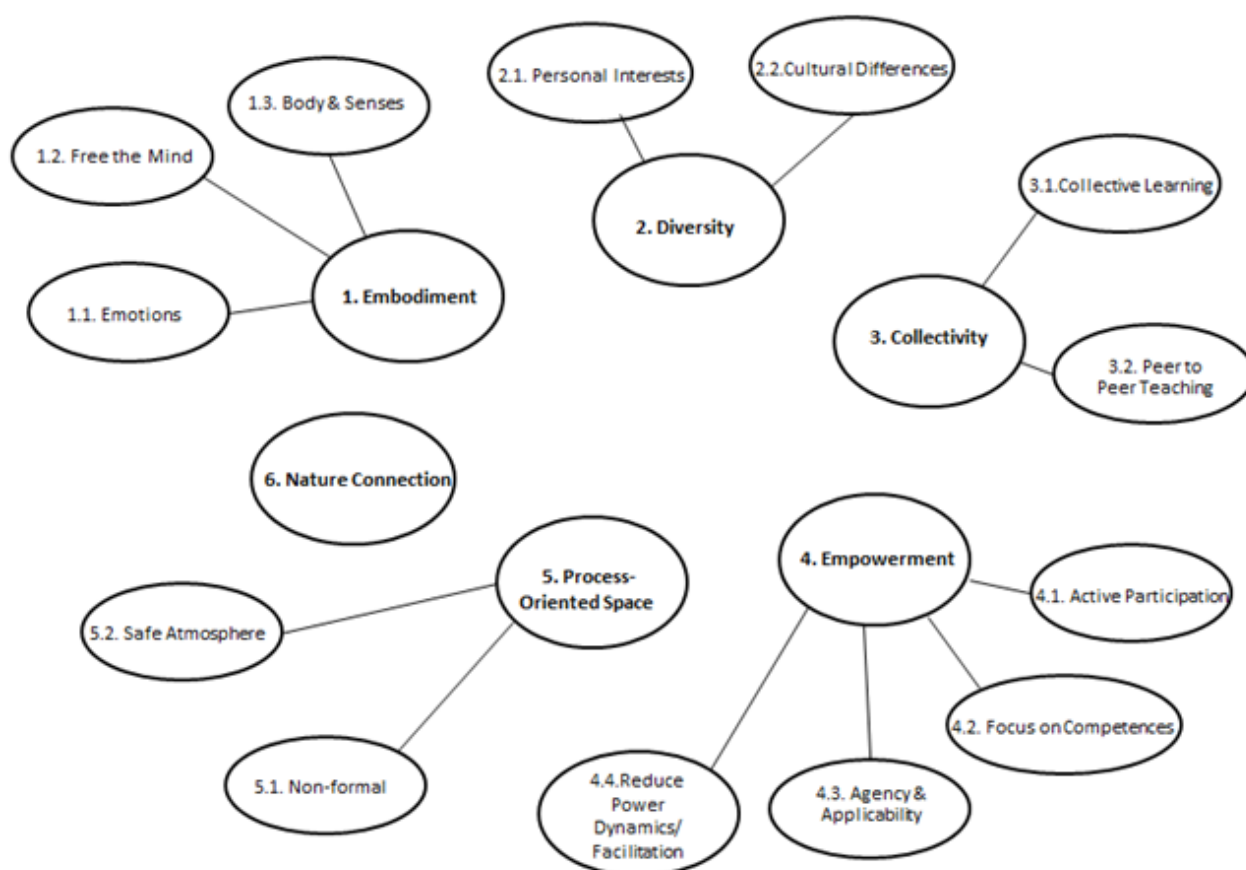 2.1. Personal Interests
2.2.Cultural Differences
1.3. Body & Senses
1.2. Free the Mind
3.1.Collective Learning
2. Diversity
1. Embodiment
1.1. Emotions
3. Collectivity
3.2. Peer to
Peer Teaching
6. Nature Connection
4. Empowerment
5. Process-
Oriented Space
4.1. Active Participation
5.2. Safe Atmosphere
4.2. Focus on Competences
5.1. Non-formal
4.4.Reduce
Power
Dynamics/
Facilitation
4.3. Agency &
Applicability